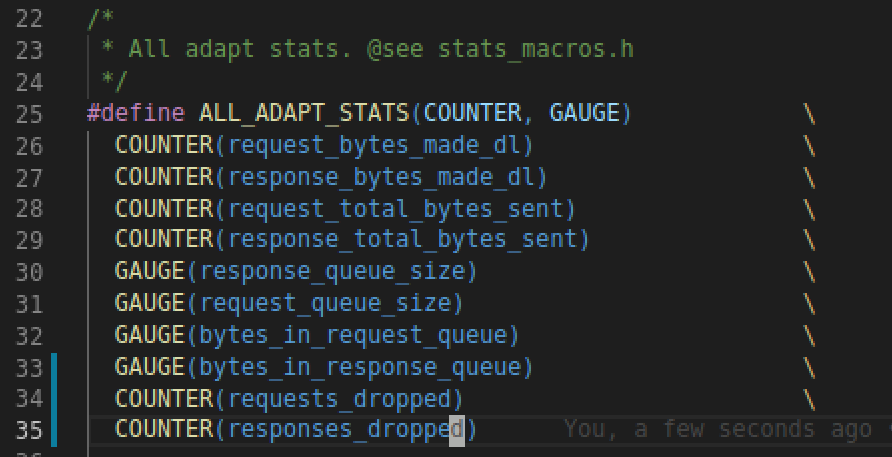 22 /*
23 * All adapt stats. @see stats_macros.h
24 */
25 #define ALL_ADAPT_STATS(COUNTER, GAUGE) \
26 COUNTER(request_bytes_made_dl) \
27 COUNTER(response_bytes_made_dl) \
28 COUNTER(request_total_bytes_sent) \
29 COUNTER(response_total_bytes_sent) \
30 GAUGE(response_queue_size) \
31 GAUGE(request_queue_size) \
32 GAUGE(bytes_in_request_queue) \
33 GAUGE(bytes_in_response_queue) \
34 COUNTER(requests_dropped) \
35 COUNTER(responses_dropped) You, a few seconds ago